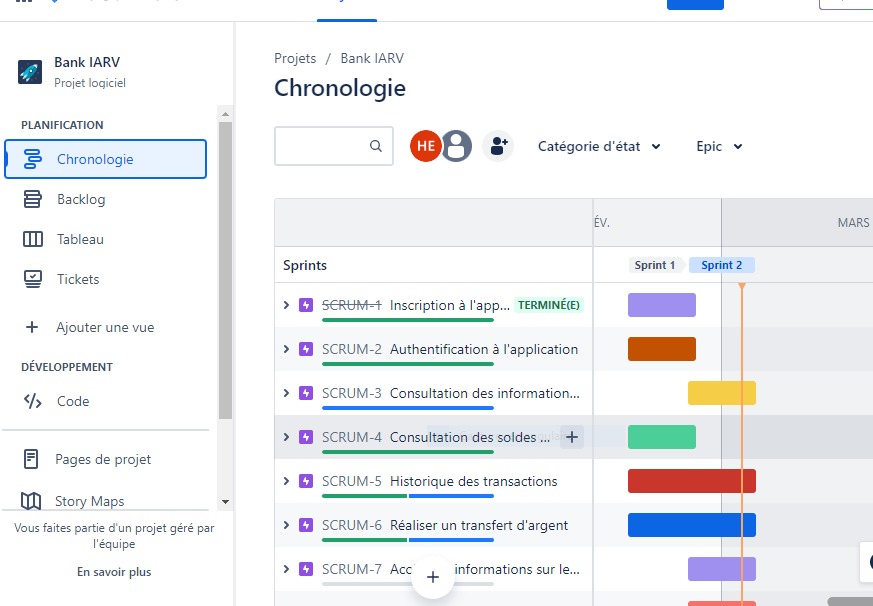 Bank IARV
Projet logiciel
PLANIFICATION
Chronologie
Backlog
Tableau
Tickets
Ajouter une vue
DÉVELOPPEMENT
Code
Pages de projet
Story Maps
Vous faites partie d'un projet géré par
l'équipe
En savoir plus
Projets / Bank IARV
Chronologie
HE
Catégorie d'état
Epic
ÉV.
MARS
Sprints
Sprint 1
Sprint 2
SCRUM-1 Inscription à l'app... TERMINÉ(E)
SCRUM-2 Authentification à l'application
SCRUM-3 Consultation des information...
SCRUM-4 Consultation des soldes ...
SCRUM-5 Historique des transactions
SCRUM-6 Réaliser un transfert d'argent
SCRUM-7 informations sur le...